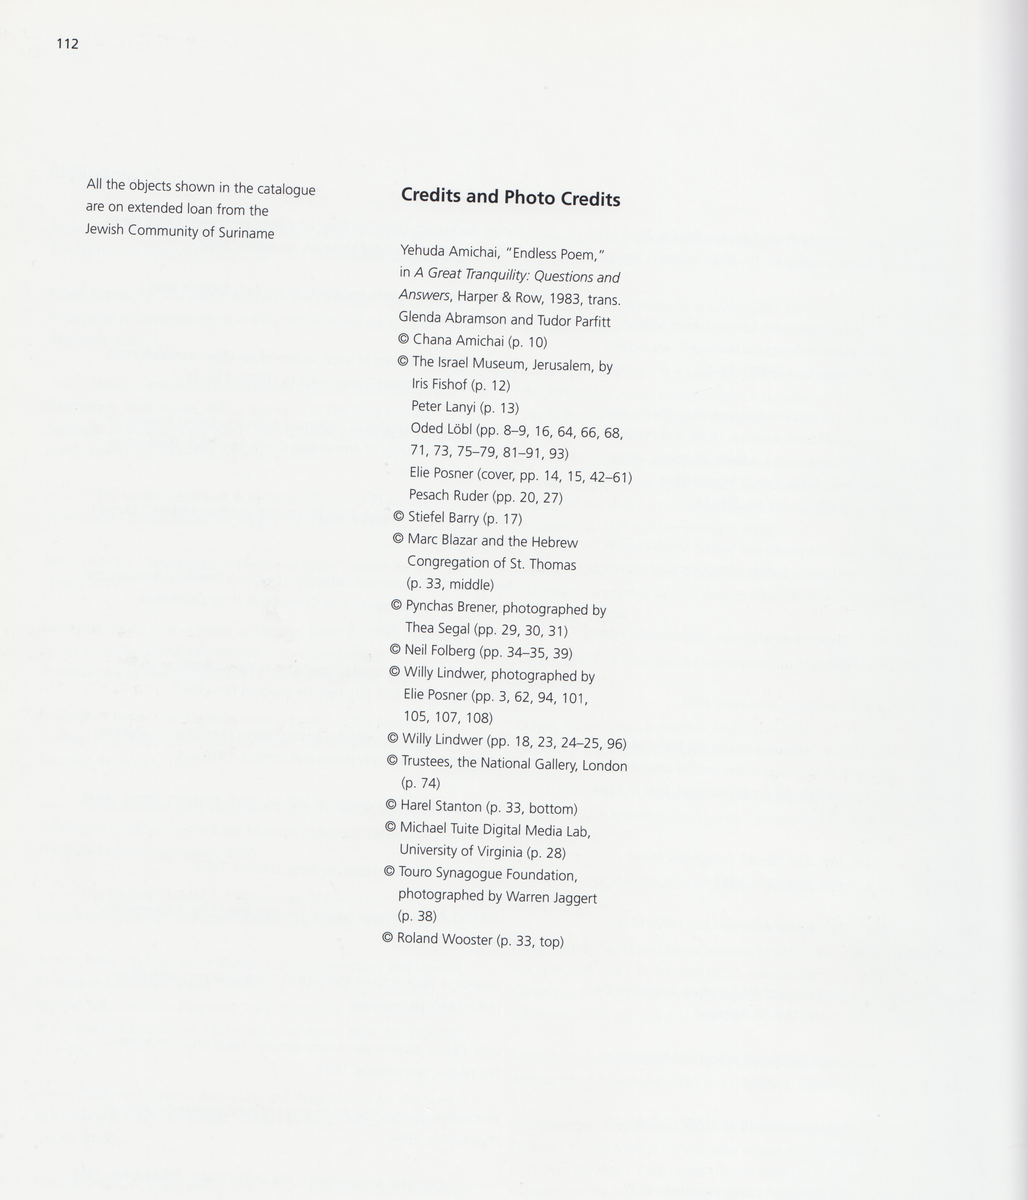 112
All the objects shown in the catalogue
are on extended loan from the
Jewish Community of Suriname
Credits and Photo Credits
Yehuda Amichai, “Endless Poem,”
in A Great Tranquility: Questions and
Answers, Harper & Row, 1983, trans.
Glenda Abramson and Tudor Parfitt
© Chana Amichai (p. 10)
© The Israel Museum, Jerusalem, by
Iris Fishof (p. 12)
Peter Lanyi (p. 13)
Oded Löbl (pp. 8–9, 16, 64, 66, 68,
71, 73, 75–79, 81–91, 93)
Elie Posner (cover, pp. 14, 15, 42–61)
Pesach Ruder (pp. 20, 27)
© Stiefel Barry (p. 17)
© Marc Blazar and the Hebrew
Congregation of St. Thomas
(p. 33, middle)
© Pynchas Brener, photographed by
Thea Segal (pp. 29, 30, 31)
© Neil Folberg (pp. 34–35, 39)
© Willy Lindwer, photographed by
Elie Posner (pp. 3, 62, 94, 101,
105, 107, 108)
© Willy Lindwer (pp. 18, 23, 24–25, 96)
© Trustees, the National Gallery, London
(p. 74)
© Harel Stanton (p. 33, bottom)
© Michael Tuite Digital Media Lab,
University of Virginia (p. 28)
© Touro Synagogue Foundation,
photographed by Warren Jaggert
(p. 38)
© Roland Wooster (p. 33, top)